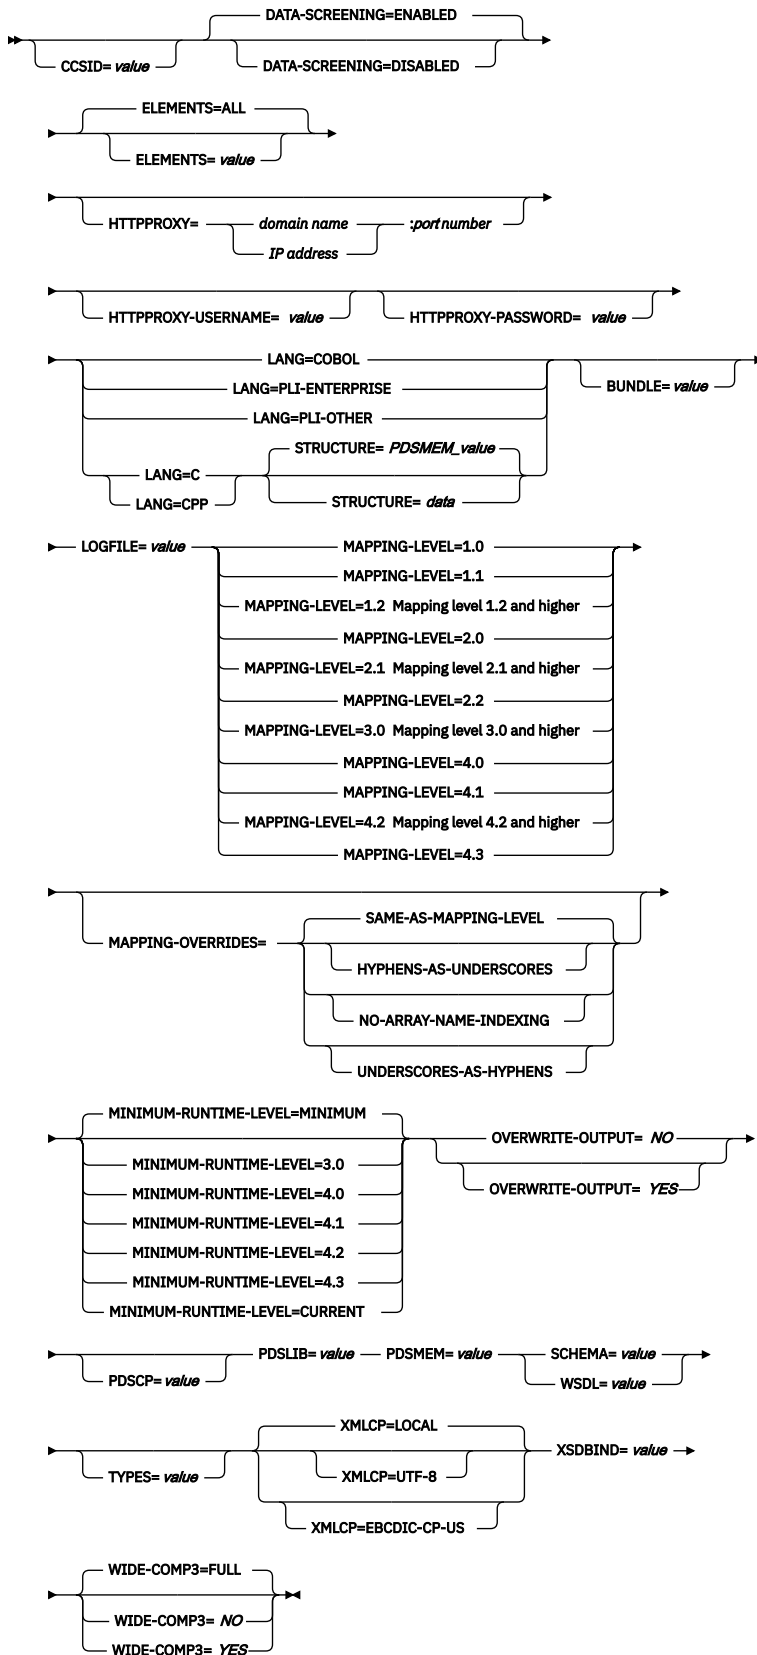 DATA-SCREENING=ENABLED
CCSID= value
DATA-SCREENING=DISABLED
ELEMENTS=ALL
ELEMENTS= value
HTTPPROXY= domain name :port number
IP address
HTTPPROXY-USERNAME= value HTTPPROXY-PASSWORD= value
LANG=COBOL
BUNDLE= value
LANG=PLI-ENTERPRISE
LANG=PLI-OTHER
STRUCTURE= PDSMEM_value
LANG=C
LANG=CPP
STRUCTURE= data
LOGFILE= value MAPPING-LEVEL=1.0
MAPPING-LEVEL=1.1
MAPPING-LEVEL=1.2 Mapping level 1.2 and higher
MAPPING-LEVEL=2.0
MAPPING-LEVEL=2.1 Mapping level 2.1 and higher
MAPPING-LEVEL=2.2
MAPPING-LEVEL=3.0 Mapping level 3.0 and higher
MAPPING-LEVEL=4.0
MAPPING-LEVEL=4.1
MAPPING-LEVEL=4.2 Mapping level 4.2 and higher
MAPPING-LEVEL=4.3
SAME-AS-MAPPING-LEVEL
MAPPING-OVERRIDES=
HYPHENS-AS-UNDERSCORES
NO-ARRAY-NAME-INDEXING
UNDERSCORES-AS-HYPHENS
MINIMUM-RUNTIME-LEVEL=MINIMUM
OVERWRITE-OUTPUT= NO
MINIMUM-RUNTIME-LEVEL=3.0
OVERWRITE-OUTPUT= YES
MINIMUM-RUNTIME-LEVEL=4.0
MINIMUM-RUNTIME-LEVEL=4.1
MINIMUM-RUNTIME-LEVEL=4.2
MINIMUM-RUNTIME-LEVEL=4.3
MINIMUM-RUNTIME-LEVEL=CURRENT
PDSLIB= value PDSMEM= value SCHEMA= value
PDSCP= value
WSDL= value
XMLCP=LOCAL
XSDBIND= value
TYPES= value
XMLCP=UTF-8
XMLCP=EBCDIC-CP-US
WIDE-COMP3=FULL
WIDE-COMP3= NO
WIDE-COMP3= YES